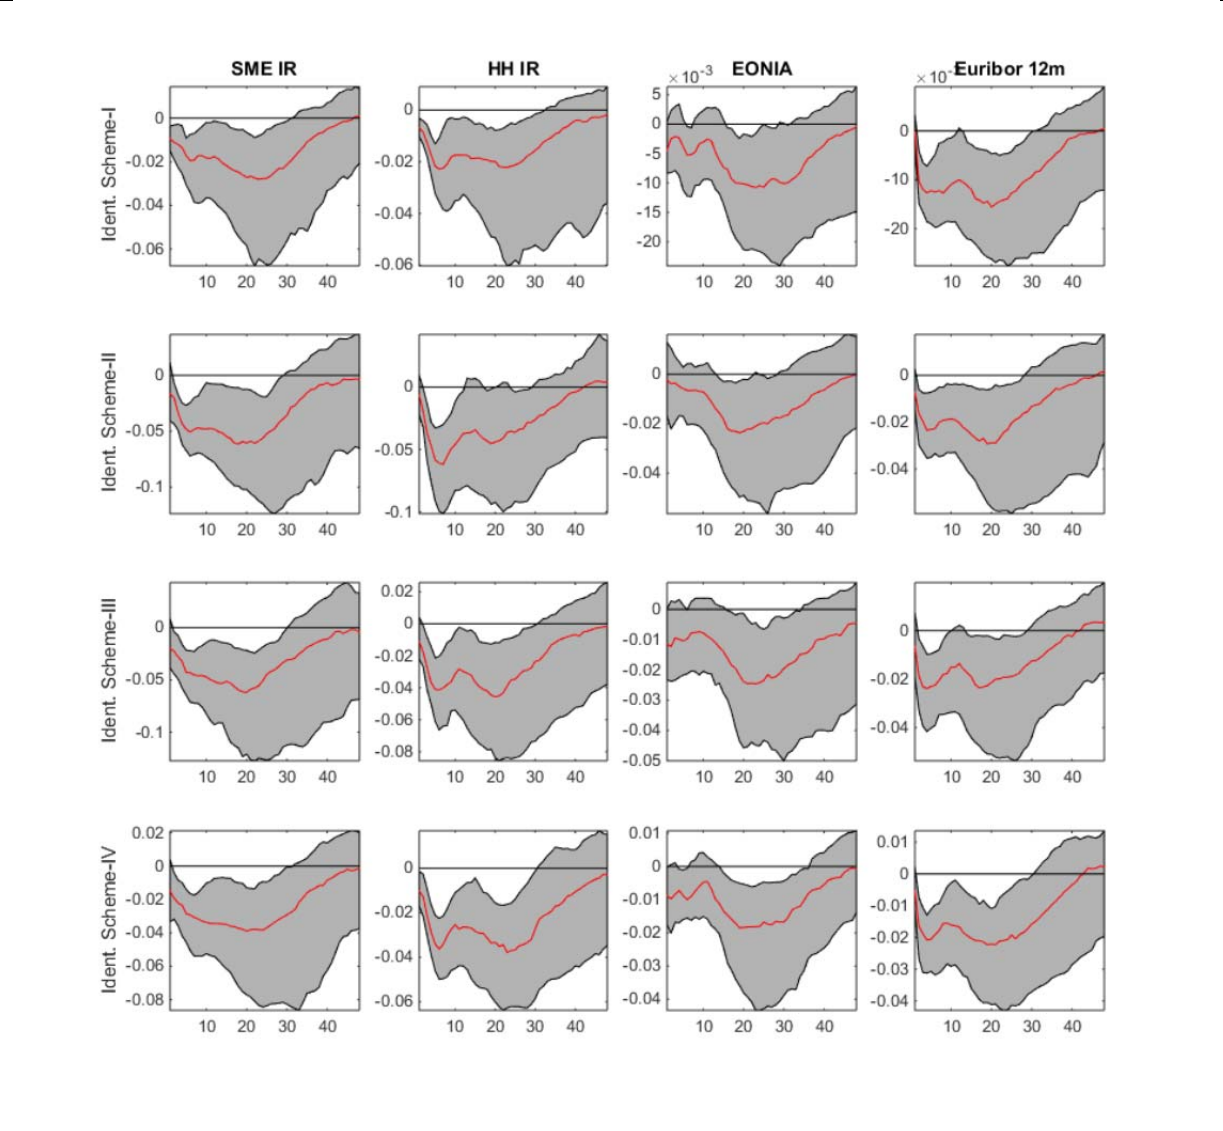 SME IR HH IR EONIA Euribor 12m
×10⁻³ ×10⁻
Ident. Scheme-I
0 -0.02 -0.04 -0.06
0 -0.02 -0.04 -0.06
5 0 -5 -10 -15 -20
0 -10 -20
10 20 30 40 10 20 30 40 10 20 30 40 10 20 30 40
Ident. Scheme-II
0 -0.05 -0.1
0 -0.05 -0.1
0 -0.02 -0.04
0 -0.02 -0.04
10 20 30 40 10 20 30 40 10 20 30 40 10 20 30 40
Ident. Scheme-III
0 -0.05 -0.1
0.02 0 -0.02 -0.04 -0.06 -0.08
0 -0.01 -0.02 -0.03 -0.04 -0.05
0 -0.02 -0.04
10 20 30 40 10 20 30 40 10 20 30 40 10 20 30 40
Ident. Scheme-IV
0.02 0 -0.02 -0.04 -0.06 -0.08
0 -0.02 -0.04 -0.06
0.01 0 -0.01 -0.02 -0.03 -0.04
0.01 0 -0.01 -0.02 -0.03 -0.04
10 20 30 40 10 20 30 40 10 20 30 40 10 20 30 40